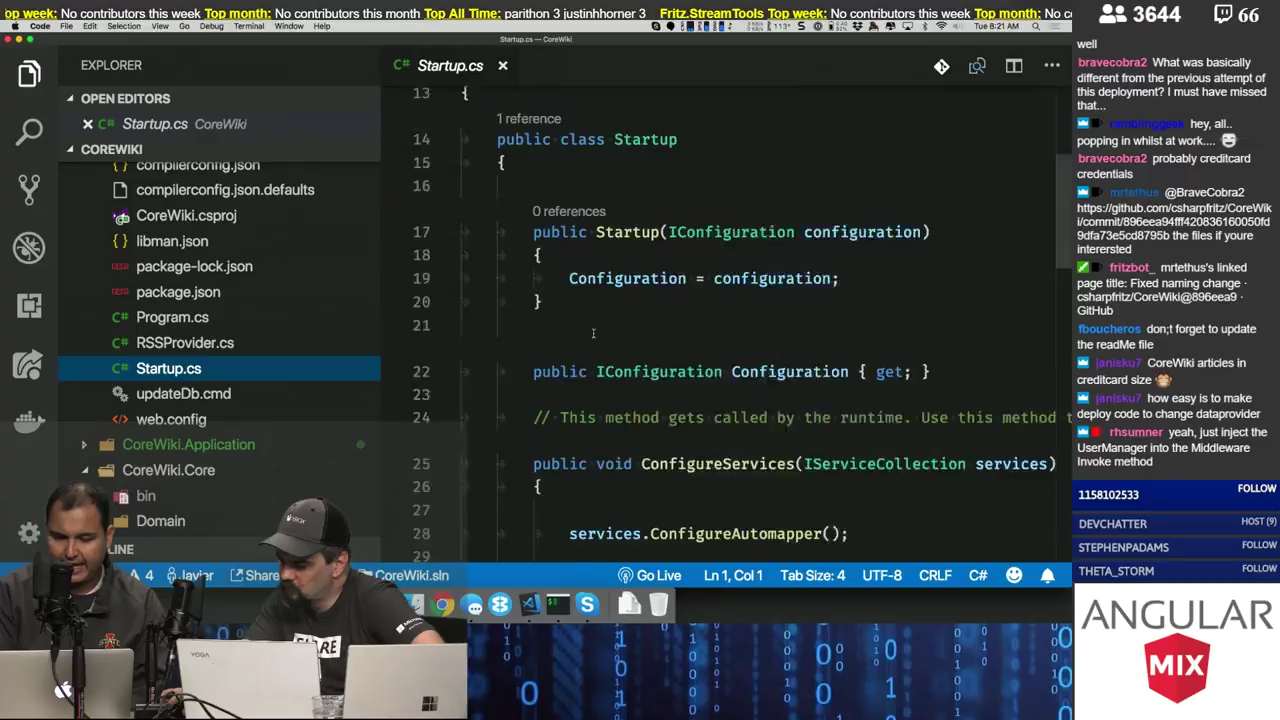 op week: No contributors this week Top month: No contributors this month Top All Time: parithon 3 justinhhorner 3 Fritz.StreamTools Top week: No contributors this week Top month: No c
3644
66
Code File Edit Selection View Go Debug Terminal Window Help
Tue 8:21 AM
Startup.cs — CoreWiki
EXPLORER
OPEN EDITORS
Startup.cs CoreWiki
COREWIKI
compilerconfig.json
compilerconfig.json.defaults
CoreWiki.csproj
libman.json
package-lock.json
package.json
Program.cs
RSSProvider.cs
Startup.cs
updateDb.cmd
web.config
CoreWiki.Application
CoreWiki.Core
bin
Domain
LINE
Startup.cs
13 {
1 reference
14 public class Startup
15 {
16
0 references
17 public Startup(IConfiguration configuration)
18 {
19 Configuration = configuration;
20 }
21
22 public IConfiguration Configuration { get; }
23
24 // This method gets called by the runtime. Use this method t
25 public void ConfigureServices(IServiceCollection services)
26 {
27
28 services.ConfigureAutomapper();
29
4 Javier Share CoreWiki.sln Go Live Ln 1, Col 1 Tab Size: 4 UTF-8 CRLF C#
well
bravecobra2 What was basically
different from the previous attempt of
this deployment? I must have missed
that...
ramblinggeek hey, all..
popping in whilst at work....
bravecobra2 probably creditcard
credentials
mrtethus @BraveCobra2
https://github.com/csharpfritz/CoreWik
i/commit/896eea94fff42083616005​0fd
9dfa73e5cd8795b the files if youre
interersted
fritzbot_ mrtethus's linked
page title: Fixed naming change ·
csharpfritz/CoreWiki@896eea9 ·
GitHub
fboucheros don;t forget to update
the readMe file
janisku7 CoreWiki articles in
creditcard size
janisku7 how easy is to make
deploy code to change dataprovider
rhsumner yeah, just inject the
UserManager into the Middleware
Invoke method
1158102533 FOLLOW
DEVCHATTER HOST (9)
STEPHENPADAMS FOLLOW
THETA_STORM FOLLOW
ANGULAR
MIX
XBOX
YOGA
Microsoft